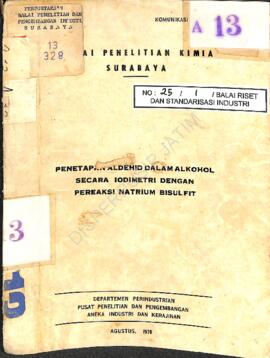 PERPUSTAKAAN
BALAI PENELITIAN DAN
PENGEMBANGAN INDUSTRI
SURABAYA
KOMUNIKASI
A 13
13
328
PENELITIAN KIMIA
SURABAYA
NO : 25 / 1 / BALAI RISET
DAN STANDARISASI INDUSTRI
PENETAPAN ALDEHID DALAM ALKOHOL
SECARA IODIMETRI DENGAN
PEREAKSI NATRIUM BISULFIT
3
DEPARTEMEN PERINDUSTRIAN
PUSAT PENELITIAN DAN PENGEMBANGAN
ANEKA INDUSTRI DAN KERAJINAN
AGUSTUS, 1978